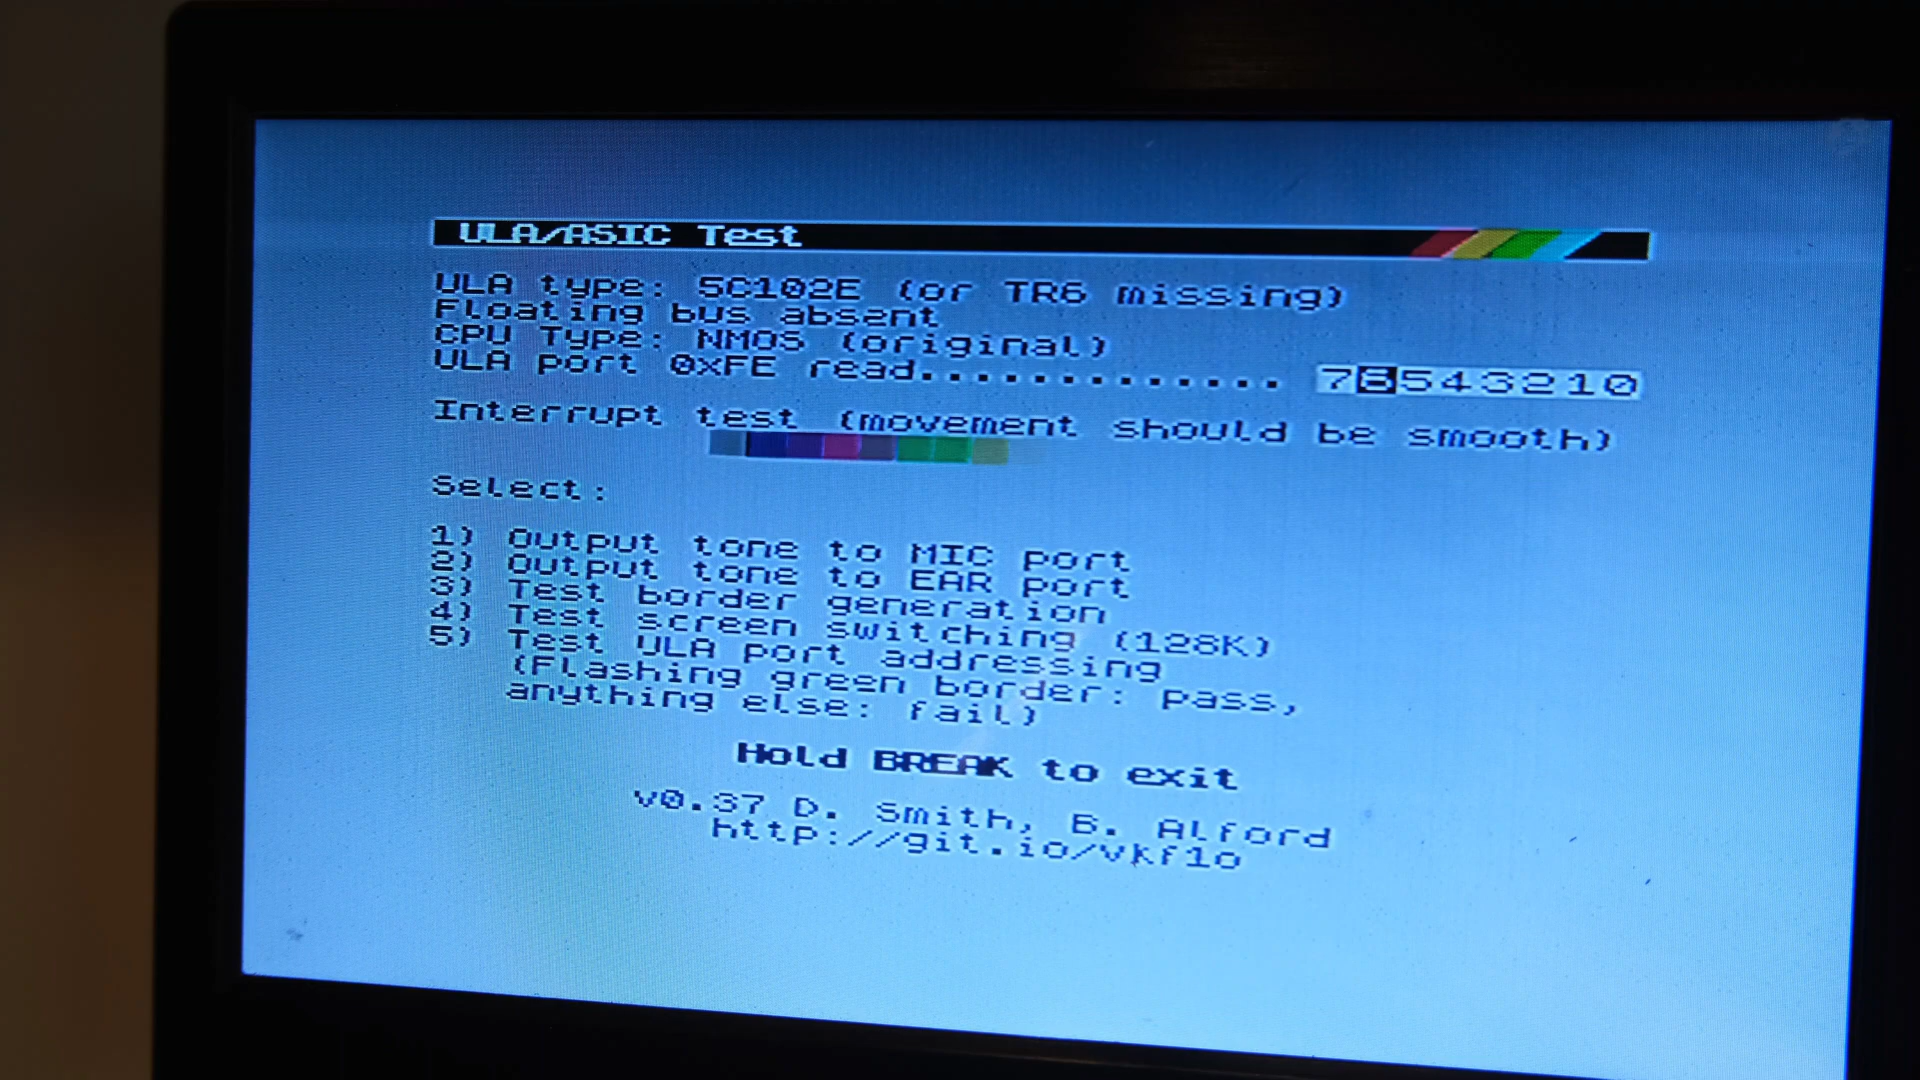 ULA/ASIC Test
ULA type: 5C102E (or TR6 missing)
Floating bus absent
CPU Type: NMOS (original)
ULA port 0xFE read.............. 76543210
Interrupt test (movement should be smooth)
Select:
1) Output tone to MIC port
2) Output tone to EAR port
3) Test border generation
4) Test screen switching (128K)
5) Test ULA port addressing
(Flashing green border: pass,
anything else: fail)
Hold BREAK to exit
v0.37 D. Smith, B. Alford
http://git.io/vkf1o